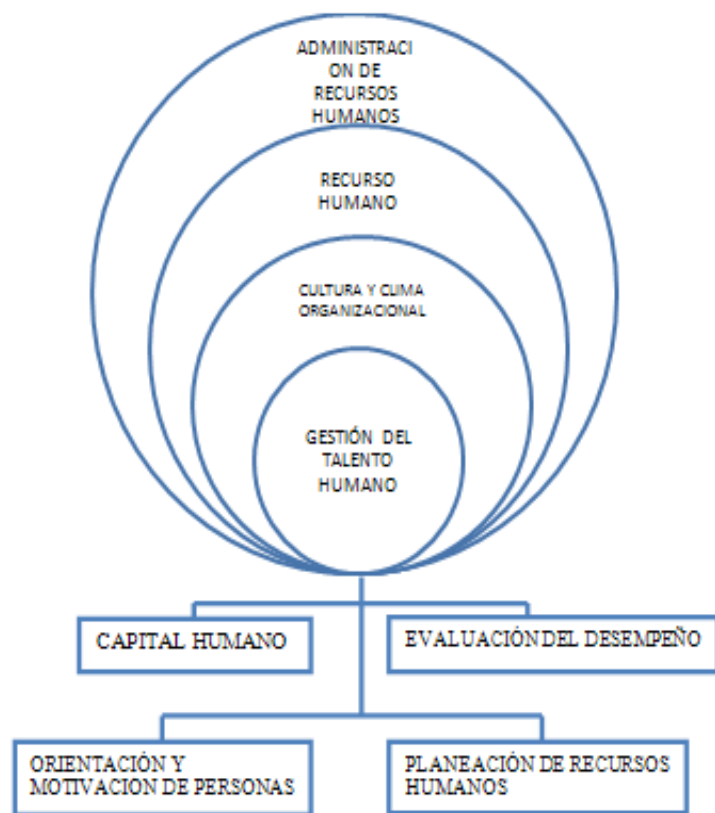 ADMINISTRACI
ON DE
RECURSOS
HUMANOS
RECURSO
HUMANO
CULTURA Y CLIMA
ORGANIZACIONAL
GESTIÓN DEL
TALENTO
HUMANO
CAPITAL HUMANO
EVALUACIÓN DEL DESEMPEÑO
ORIENTACIÓN Y
MOTIVACION DE PERSONAS
PLANEACIÓN DE RECURSOS
HUMANOS